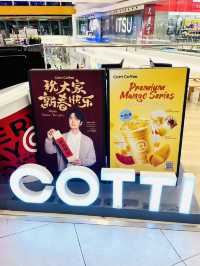 ITSU
Cotti Coffee
祝大家
新春快乐
Cotti Coffee
Premium
Mango Series
COTTI